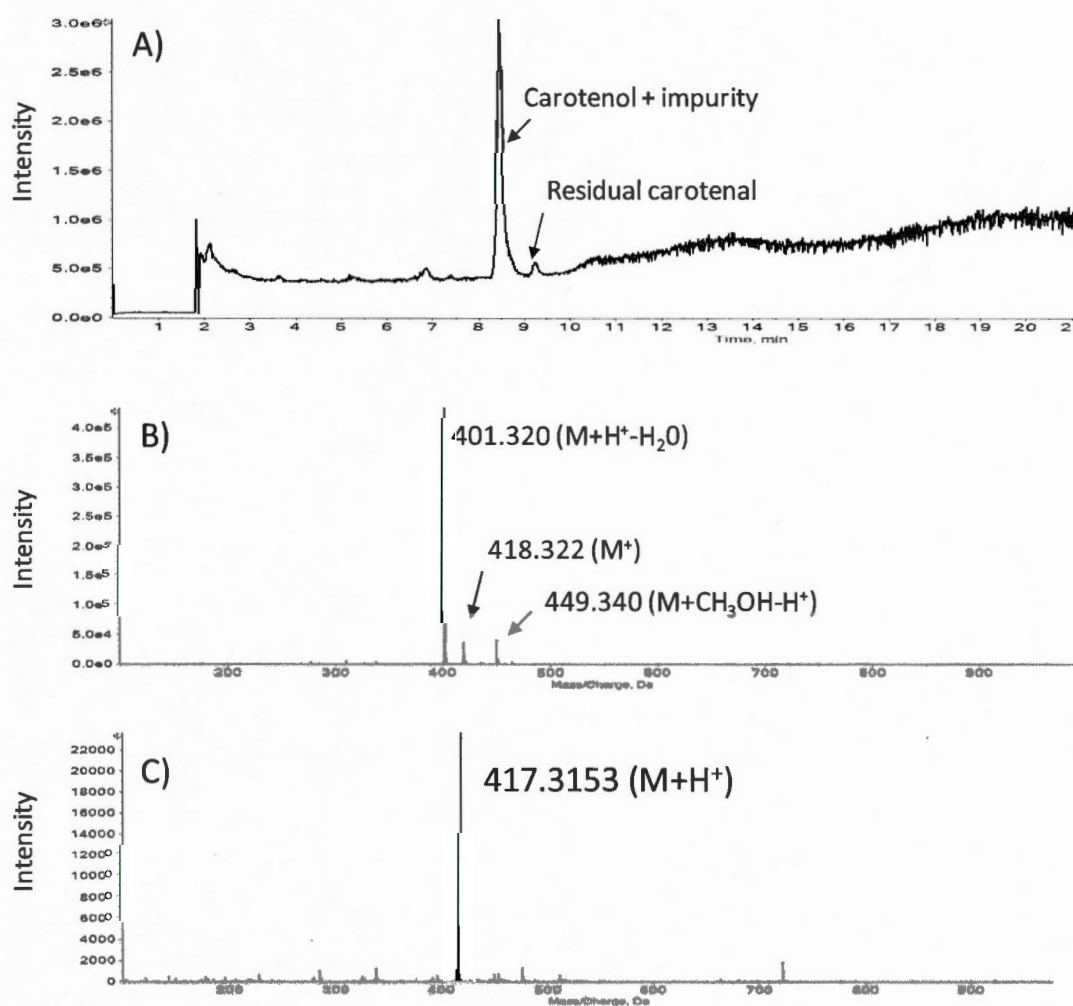 A)
Intensity
3.0e6
2.5e6
2.0e6
1.5e6
1.0e6
5.0e5
0.0e0
Carotenol + impurity
Residual carotenal
1 2 3 4 5 6 7 8 9 10 11 12 13 14 15 16 17 18 19 20 2
Time, min
B)
Intensity
4.0e5
3.5e5
3.0e5
2.5e5
2.0e
1.5e5
1.0e5
5.0e4
0.0e0
401.320 (M+H⁺-H₂0)
418.322 (M⁺)
449.340 (M+CH₃OH-H⁺)
200 300 400 500 600 700 800 900
Mass/Charge, Da
C)
Intensity
22000
20000
18000
16000
14000
1200
1000
8000
6000
4000
2000
0
417.3153 (M+H⁺)
200 300 400 500 600 700 800 900
Mass/Charge, Da